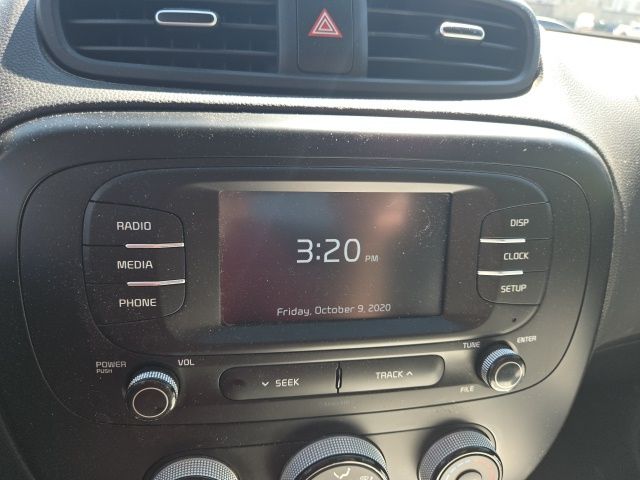 RADIO
MEDIA
PHONE
3:20 PM
Friday, October 9, 2020
DISP
CLOCK
SETUP
POWER
PUSH
VOL
SEEK
TRACK
TUNE
ENTER
FILE